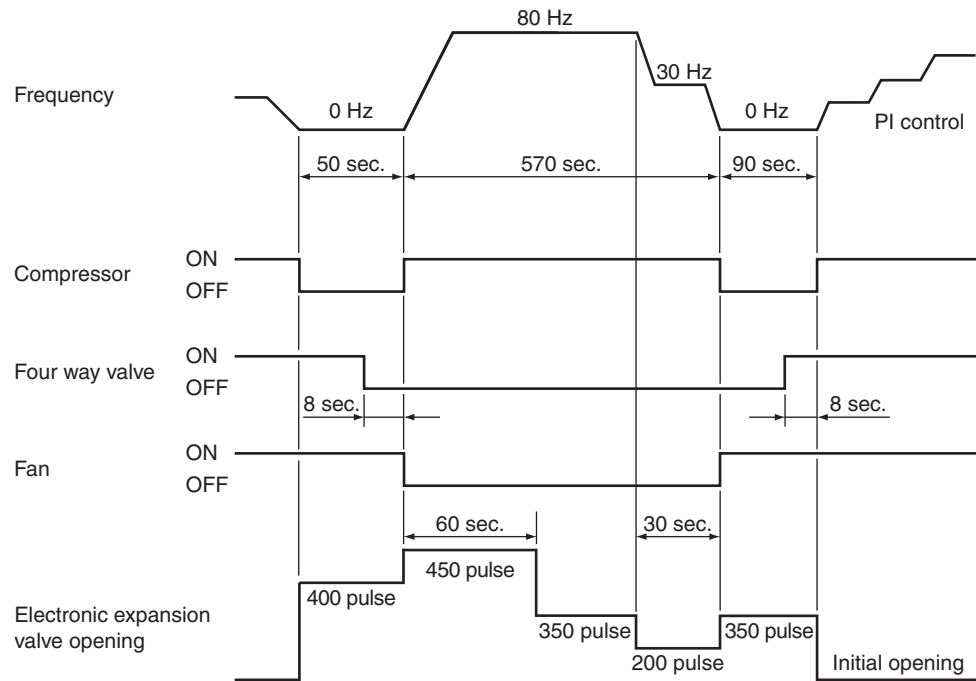 80 Hz
30 Hz
Frequency
0 Hz
0 Hz
PI control
50 sec.
570 sec.
90 sec.
ON
Compressor
OFF
ON
Four way valve
OFF
8 sec.
8 sec.
ON
Fan
OFF
60 sec.
30 sec.
450 pulse
400 pulse
Electronic expansion
valve opening
350 pulse
350 pulse
200 pulse
Initial opening